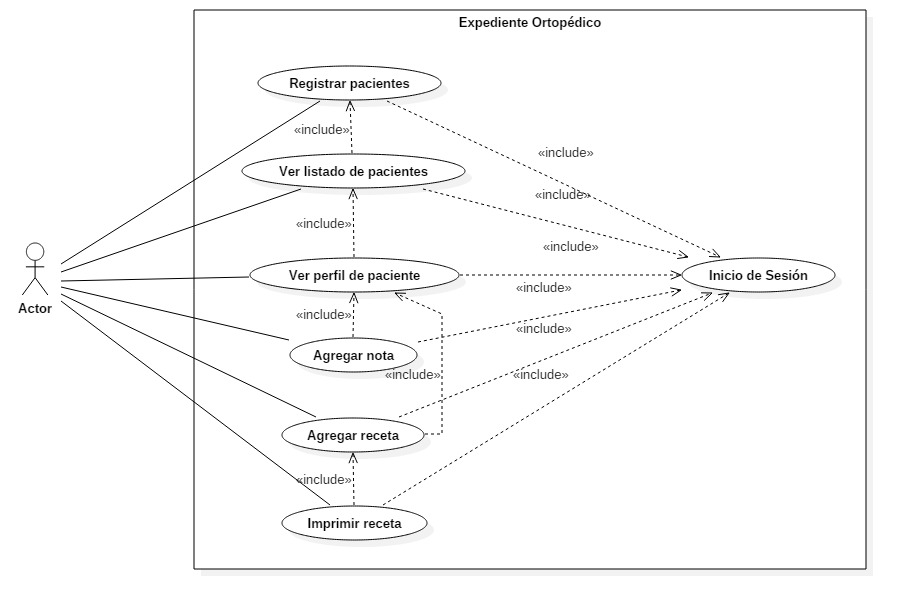 Expediente Ortopédico
Registrar pacientes
«include»
«include»
Ver listado de pacientes
«include»
«include»
«include»
Ver perfil de paciente
Inicio de Sesión
«include»
Actor
«include»
«include»
Agregar nota
«include»
«include»
Agregar receta
«include»
Imprimir receta